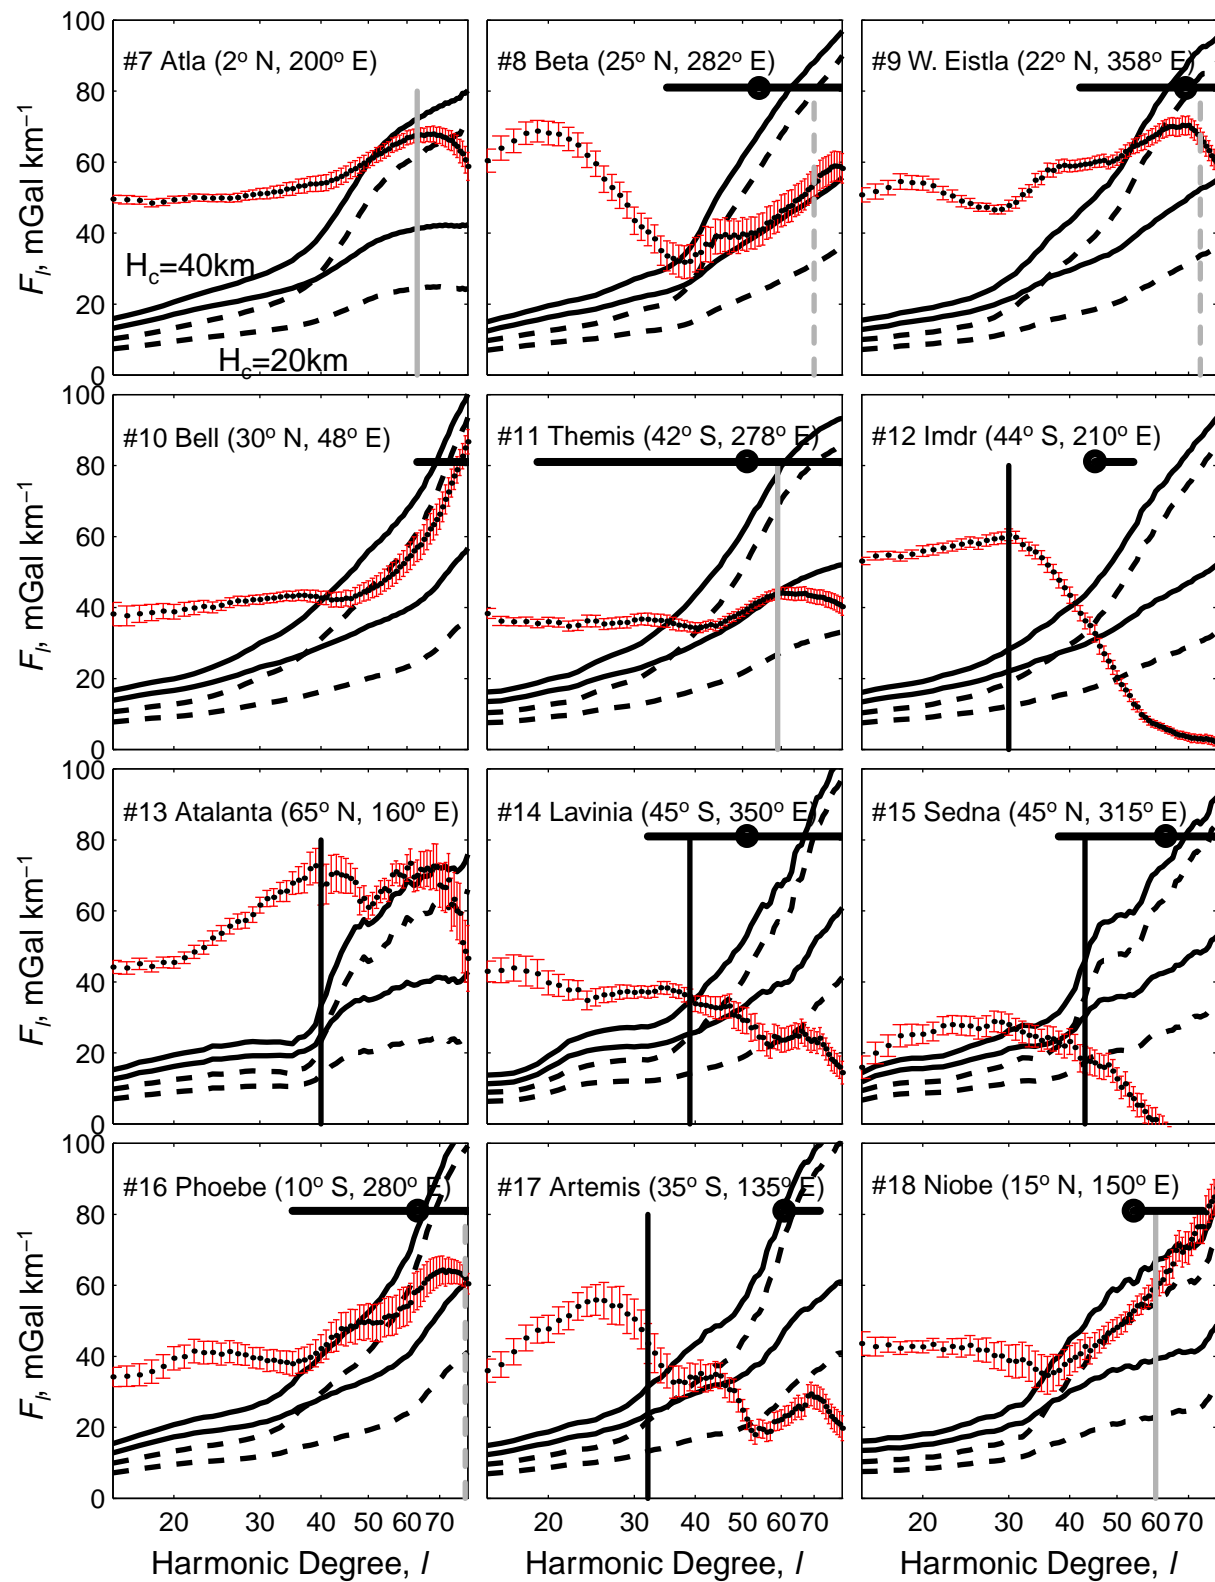 #7 Atla (2° N, 200° E)
#8 Beta (25° N, 282° E)
#9 W. Eistla (22° N, 358° E)
100
80
60
40
20
0
F_l, mGal km⁻¹
H_c=40km
H_c=20km
#10 Bell (30° N, 48° E)
#11 Themis (42° S, 278° E)
#12 Imdr (44° S, 210° E)
100
80
60
40
20
0
F_l, mGal km⁻¹
#13 Atalanta (65° N, 160° E)
#14 Lavinia (45° S, 350° E)
#15 Sedna (45° N, 315° E)
100
80
60
40
20
0
F_l, mGal km⁻¹
#16 Phoebe (10° S, 280° E)
#17 Artemis (35° S, 135° E)
#18 Niobe (15° N, 150° E)
100
80
60
40
20
0
F_l, mGal km⁻¹
20 30 40 50 60 70
20 30 40 50 60 70
20 30 40 50 60 70
Harmonic Degree, l
Harmonic Degree, l
Harmonic Degree, l